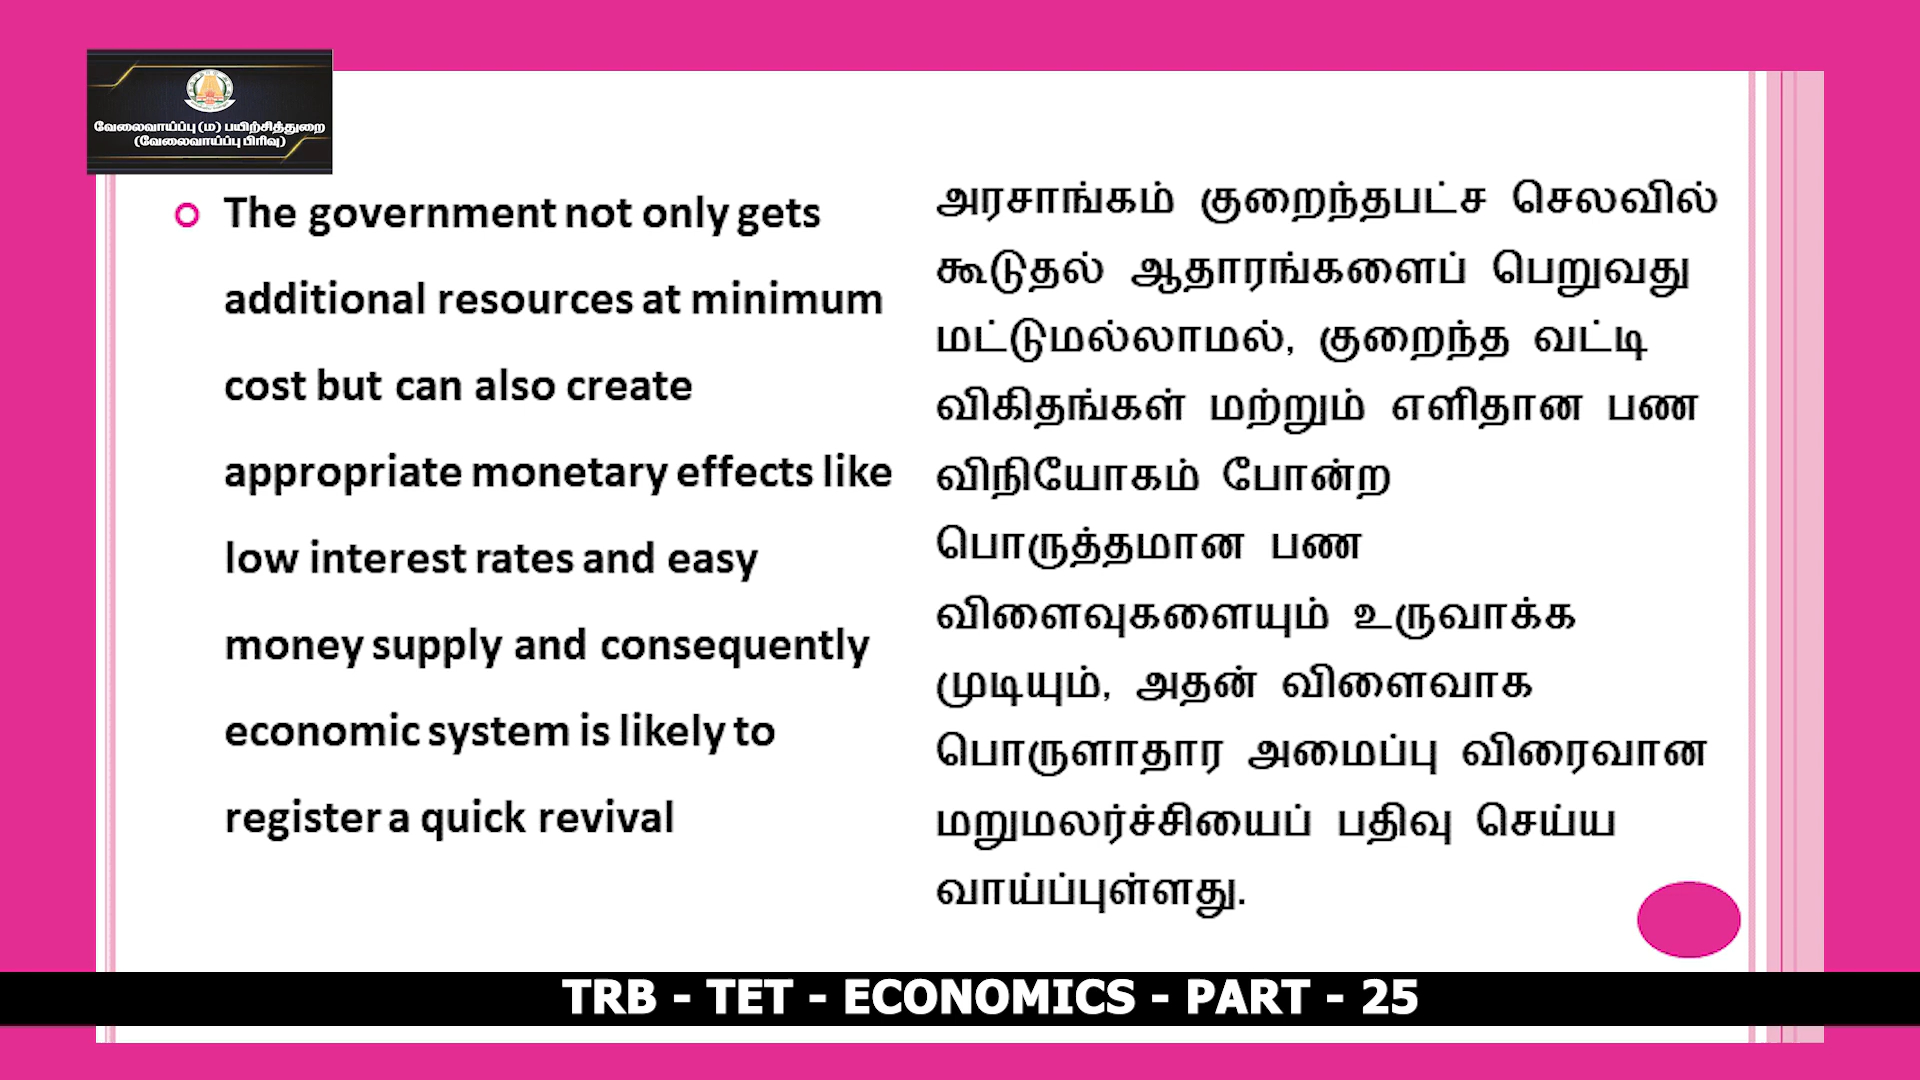 வேலைவாய்ப்பு (ம) பயிற்சித்துறை
(வேலைவாய்ப்பு பிரிவு)
The government not only gets
additional resources at minimum
cost but can also create
appropriate monetary effects like
low interest rates and easy
money supply and consequently
economic system is likely to
register a quick revival
அரசாங்கம் குறைந்தபட்ச செலவில்
கூடுதல் ஆதாரங்களைப் பெறுவது
மட்டுமல்லாமல், குறைந்த வட்டி
விகிதங்கள் மற்றும் எளிதான பண
விநியோகம் போன்ற
பொருத்தமான பண
விளைவுகளையும் உருவாக்க
முடியும், அதன் விளைவாக
பொருளாதார அமைப்பு விரைவான
மறுமலர்ச்சியைப் பதிவு செய்ய
வாய்ப்புள்ளது.
TRB - TET - ECONOMICS - PART - 25